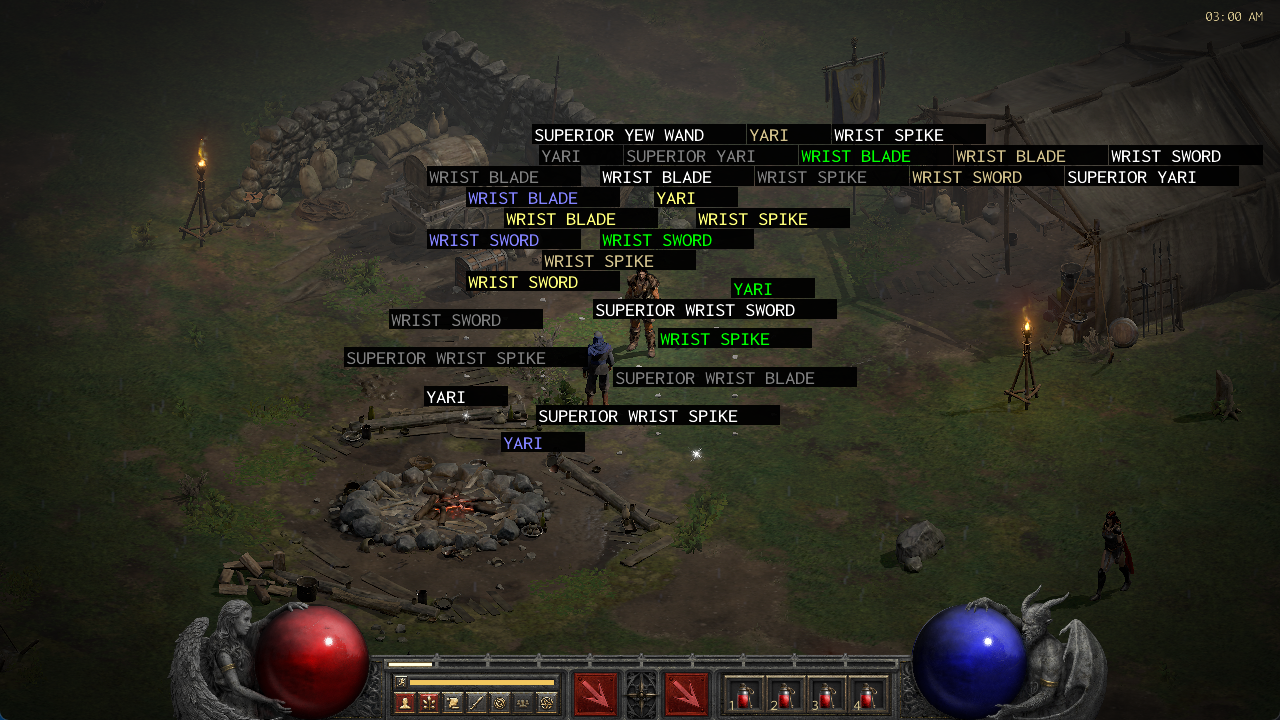 03:00 AM
SUPERIOR YEW WAND YARI WRIST SPIKE
YARI SUPERIOR YARI WRIST BLADE WRIST BLADE WRIST SWORD
WRIST BLADE WRIST BLADE WRIST SPIKE WRIST SWORD SUPERIOR YARI
WRIST BLADE YARI
WRIST BLADE WRIST SPIKE
WRIST SWORD WRIST SWORD
WRIST SPIKE
WRIST SWORD
YARI
SUPERIOR WRIST SWORD
WRIST SWORD
WRIST SPIKE
SUPERIOR WRIST SPIKE
SUPERIOR WRIST BLADE
YARI
SUPERIOR WRIST SPIKE
YARI
1 2 3 4